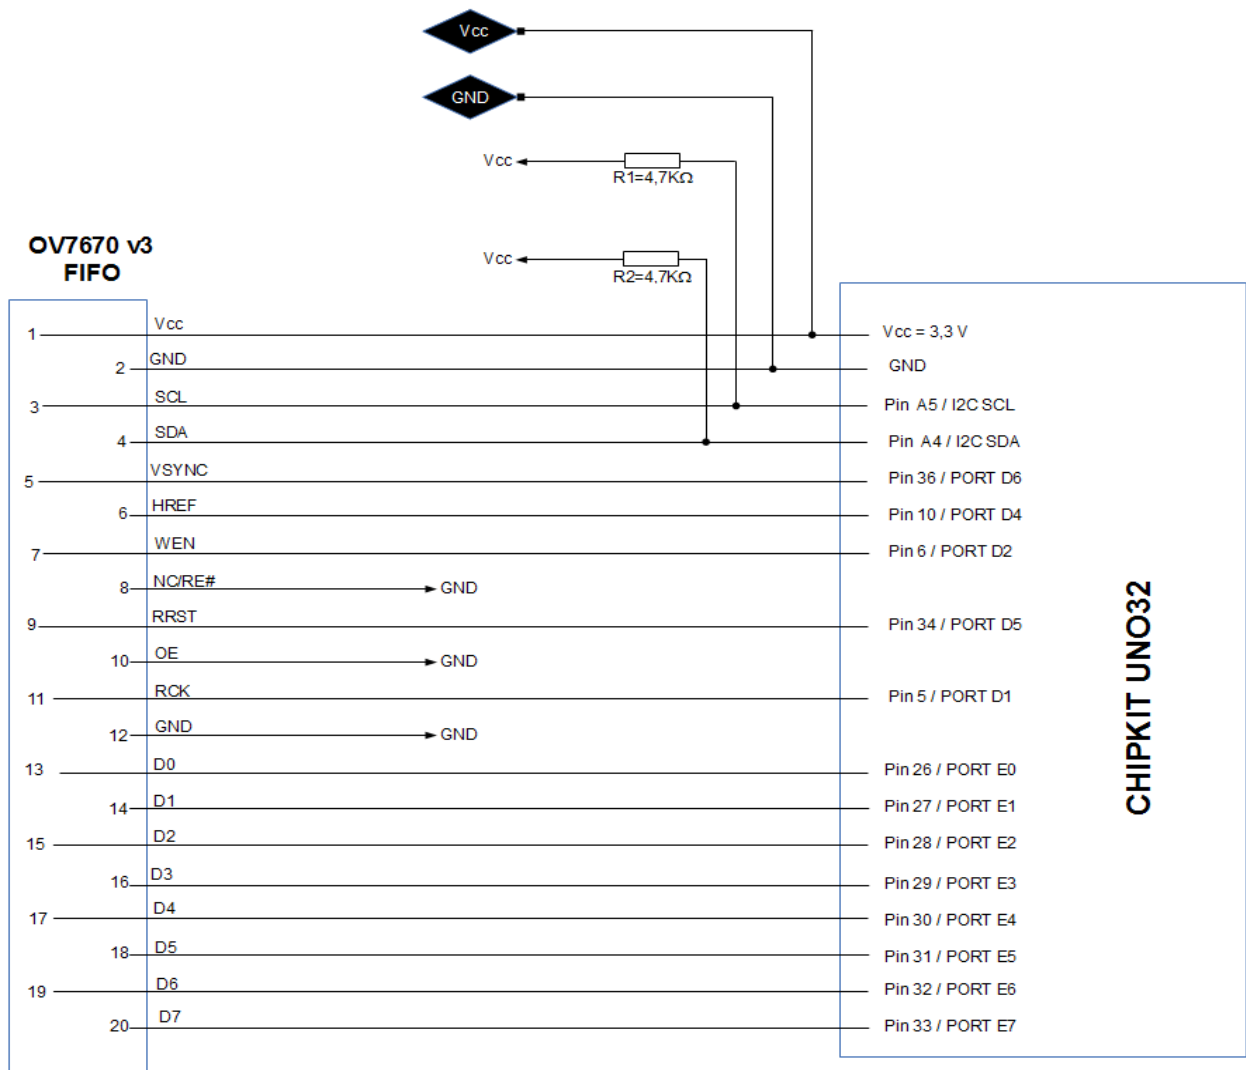 Vcc
GND
Vcc
R1=4,7KΩ
OV7670 v3
FIFO
Vcc
R2=4,7KΩ
1 Vcc Vcc = 3,3 V
2 GND GND
3 SCL Pin A5 / I2C SCL
4 SDA Pin A4 / I2C SDA
5 VSYNC Pin 36 / PORT D6
6 HREF Pin 10 / PORT D4
7 WEN Pin 6 / PORT D2
8 NC/RE# GND
9 RRST Pin 34 / PORT D5
10 OE GND
11 RCK Pin 5 / PORT D1
12 GND GND
13 D0 Pin 26 / PORT E0
14 D1 Pin 27 / PORT E1
15 D2 Pin 28 / PORT E2
16 D3 Pin 29 / PORT E3
17 D4 Pin 30 / PORT E4
18 D5 Pin 31 / PORT E5
19 D6 Pin 32 / PORT E6
20 D7 Pin 33 / PORT E7
CHIPKIT UNO32